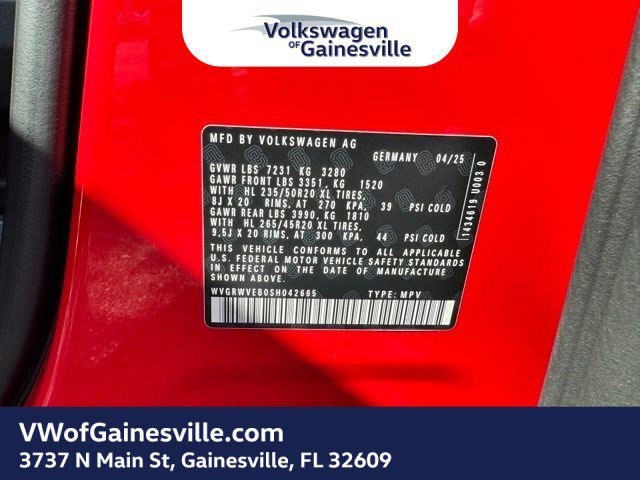 Volkswagen
OF Gainesville
MFD BY VOLKSWAGEN AG
GERMANY 04/25
GVWR LBS 7231 KG 3280
GAWR FRONT LBS 3351, KG 1520
WITH HL 235/50R20 XL TIRES,
8J X 20 RIMS, AT 270 KPA, 39 PSI COLD
GAWR REAR LBS 3990, KG 1810
WITH HL 265/45R20 XL TIRES,
9.5J X 20 RIMS, AT 300 KPA, 44 PSI COLD
THIS VEHICLE CONFORMS TO ALL APPLICABLE
U.S. FEDERAL MOTOR VEHICLE SAFETY STANDARDS
IN EFFECT ON THE DATE OF MANUFACTURE
SHOWN ABOVE
WVGRWVEB0SH042665 TYPE: MPV
1434619 U003 0
VWofGainesville.com
3737 N Main St, Gainesville, FL 32609